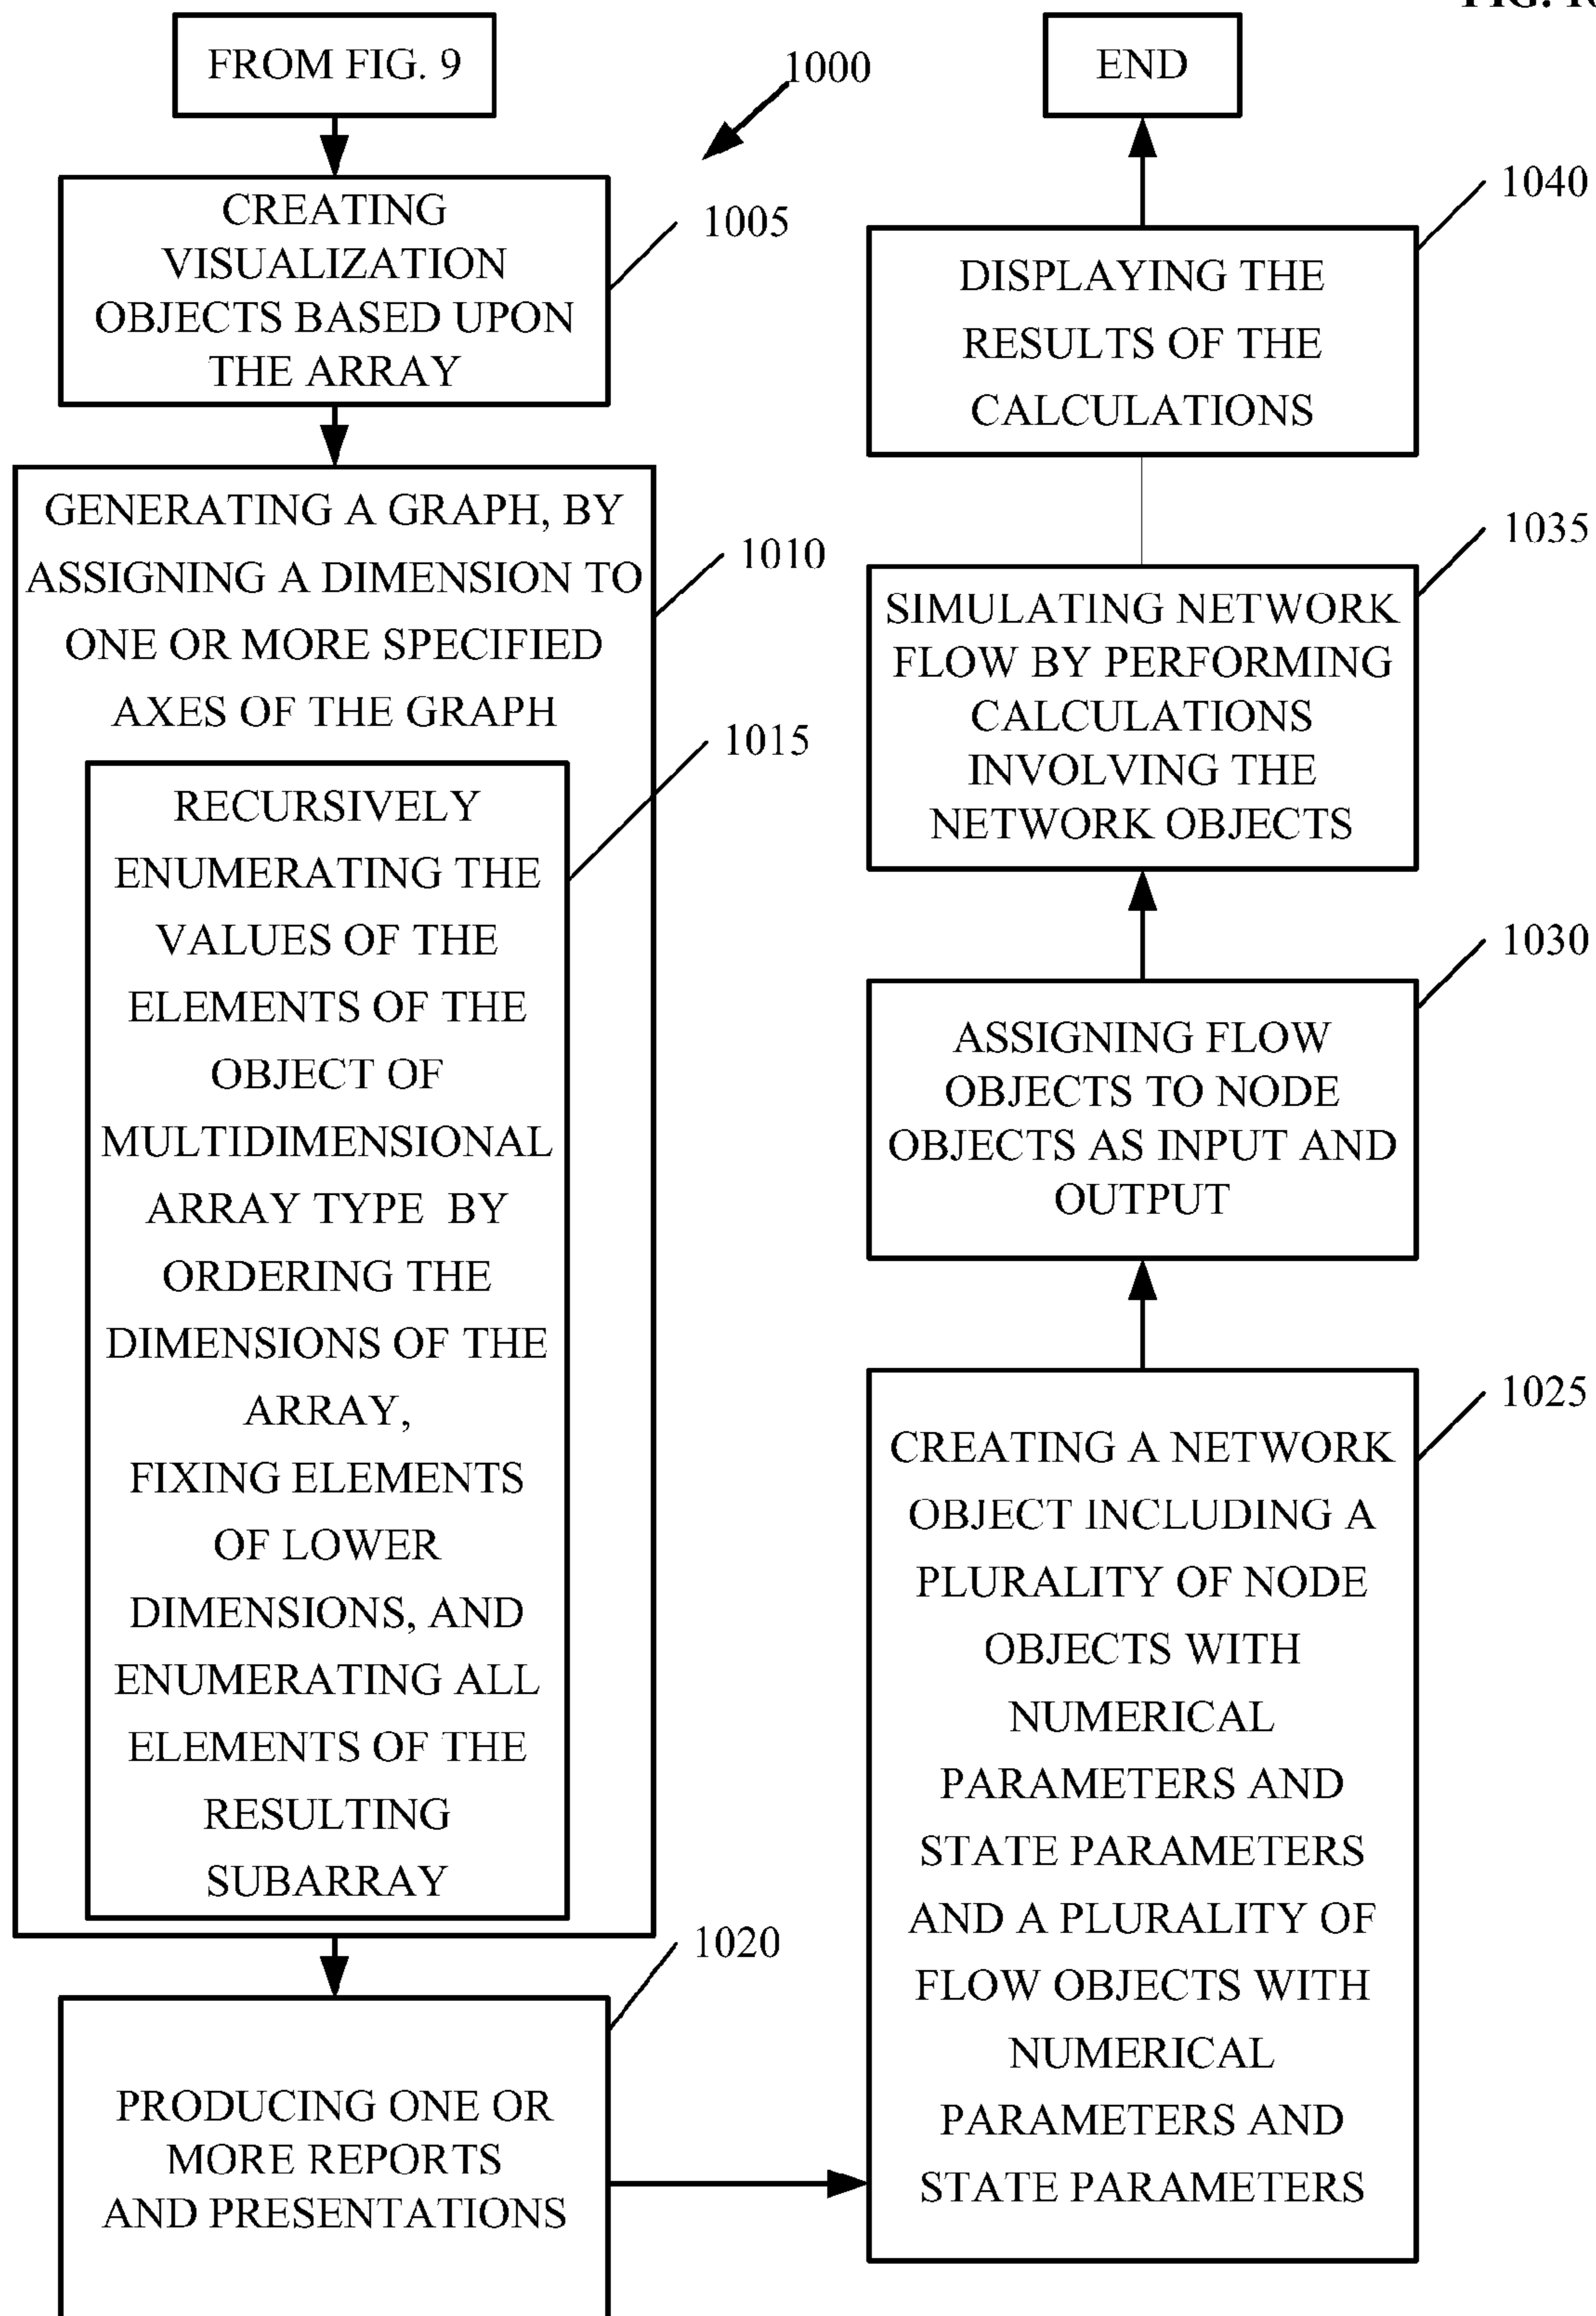 FROM FIG. 9
1000
CREATING
VISUALIZATION
OBJECTS BASED UPON
THE ARRAY
1005
GENERATING A GRAPH, BY
ASSIGNING A DIMENSION TO
ONE OR MORE SPECIFIED
AXES OF THE GRAPH
1010
RECURSIVELY
ENUMERATING THE
VALUES OF THE
ELEMENTS OF THE
OBJECT OF
MULTIDIMENSIONAL
ARRAY TYPE BY
ORDERING THE
DIMENSIONS OF THE
ARRAY,
FIXING ELEMENTS
OF LOWER
DIMENSIONS, AND
ENUMERATING ALL
ELEMENTS OF THE
RESULTING
SUBARRAY
1015
PRODUCING ONE OR
MORE REPORTS
AND PRESENTATIONS
1020
END
DISPLAYING THE
RESULTS OF THE
CALCULATIONS
1040
SIMULATING NETWORK
FLOW BY PERFORMING
CALCULATIONS
INVOLVING THE
NETWORK OBJECTS
1035
ASSIGNING FLOW
OBJECTS TO NODE
OBJECTS AS INPUT AND
OUTPUT
1030
CREATING A NETWORK
OBJECT INCLUDING A
PLURALITY OF NODE
OBJECTS WITH
NUMERICAL
PARAMETERS AND
STATE PARAMETERS
AND A PLURALITY OF
FLOW OBJECTS WITH
NUMERICAL
PARAMETERS AND
STATE PARAMETERS
1025